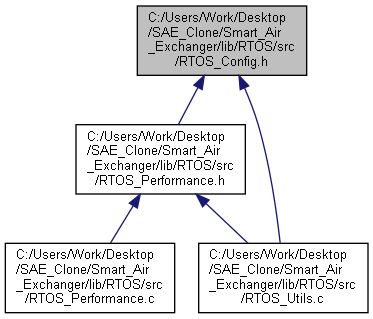 C:/Users/Work/Desktop
/SAE_Clone/Smart_Air
_Exchanger/lib/RTOS/src
/RTOS_Config.h
C:/Users/Work/Desktop
/SAE_Clone/Smart_Air
_Exchanger/lib/RTOS/src
/RTOS_Performance.h
C:/Users/Work/Desktop
/SAE_Clone/Smart_Air
_Exchanger/lib/RTOS/src
/RTOS_Performance.c
C:/Users/Work/Desktop
/SAE_Clone/Smart_Air
_Exchanger/lib/RTOS/src
/RTOS_Utils.c